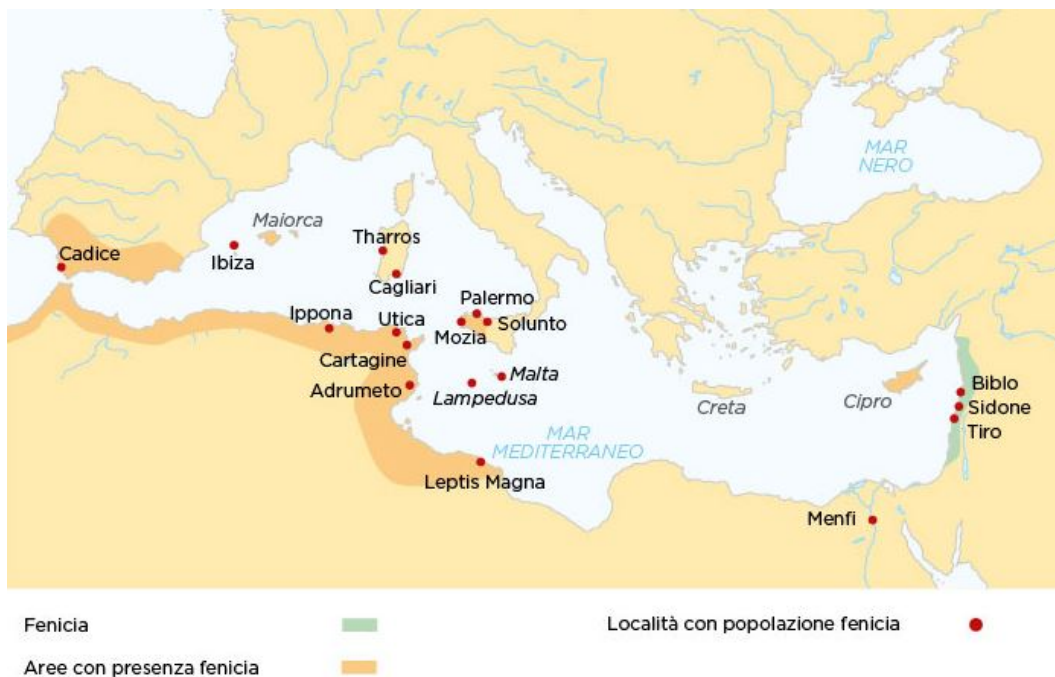 MAR
NERO
Maiorca
Cadice
Ibiza
Tharros
Cagliari
Palermo
Ippona
Utica
Mozia
Solunto
Cartagine
Adrumeto
Malta
Lampedusa
Creta
Cipro
Biblo
Sidone
Tiro
MAR
MEDITERRANEO
Leptis Magna
Menfi
Fenicia
Località con popolazione fenicia
Aree con presenza fenicia